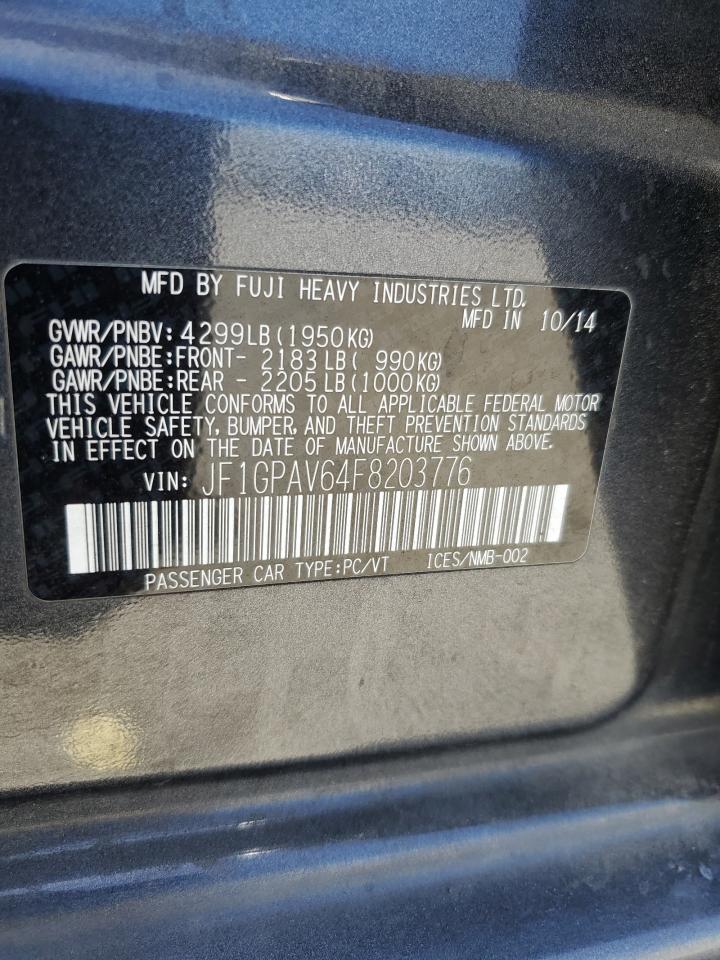 MFD BY FUJI HEAVY INDUSTRIES LTD.
MFD IN 10/14
GVWR/PNBV: 4299LB (1950KG)
GAWR/PNBE:FRONT- 2183 LB ( 990KG)
GAWR/PNBE:REAR - 2205 LB (1000KG)
THIS VEHICLE CONFORMS TO ALL APPLICABLE FEDERAL MOTOR
VEHICLE SAFETY, BUMPER, AND THEFT PREVENTION STANDARDS
IN EFFECT ON THE DATE OF MANUFACTURE SHOWN ABOVE.
VIN: JF1GPAV64F8203776
PASSENGER CAR TYPE:PC/VT ICES/NMB-002